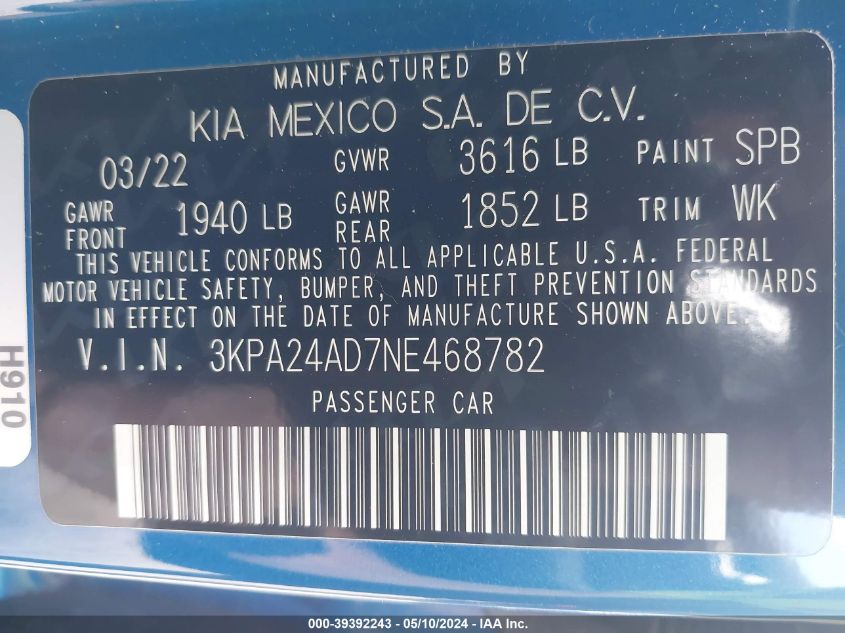 MANUFACTURED BY
KIA MEXICO S.A. DE C.V.
03/22 GVWR 3616 LB PAINT SPB
GAWR FRONT 1940 LB GAWR REAR 1852 LB TRIM WK
THIS VEHICLE CONFORMS TO ALL APPLICABLE U.S.A. FEDERAL
MOTOR VEHICLE SAFETY, BUMPER, AND THEFT PREVENTION STANDARDS
IN EFFECT ON THE DATE OF MANUFACTURE SHOWN ABOVE.
V.I.N. 3KPA24AD7NE468782
PASSENGER CAR
H910
000-39392243 - 05/10/2024 - IAA Inc.